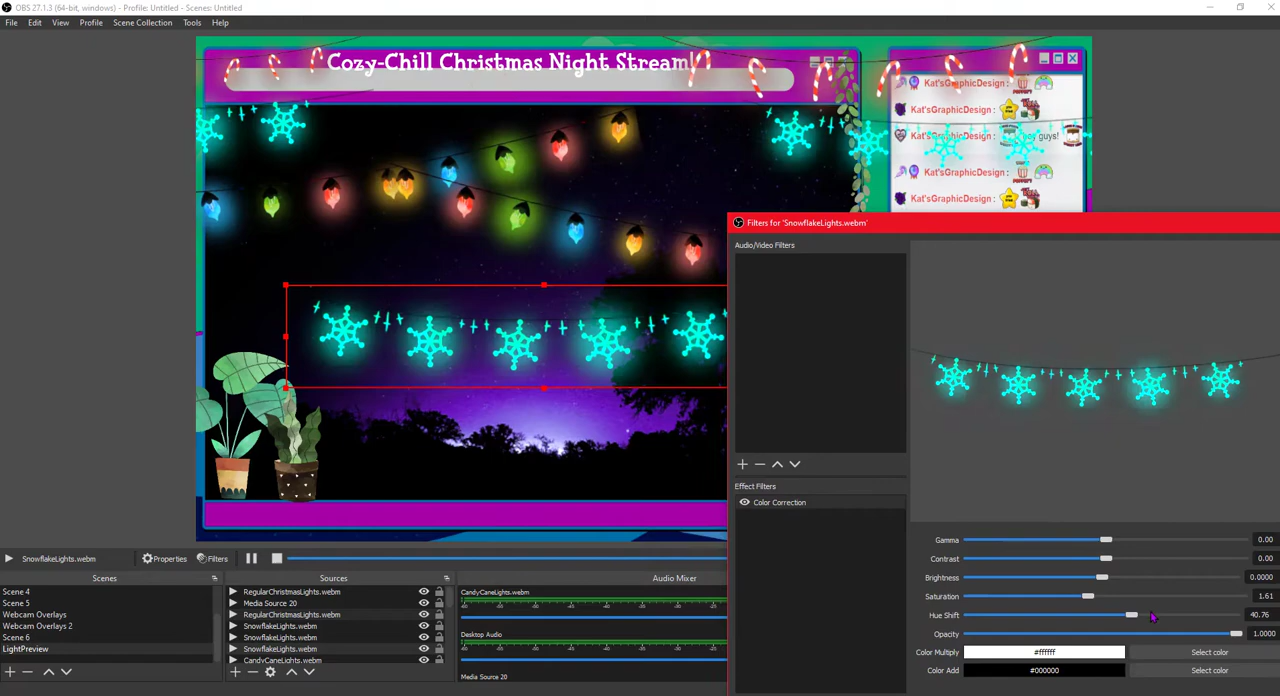 OBS 27.1.3 (64-bit, windows) - Profile: Untitled - Scenes: Untitled
File Edit View Profile Scene Collection Tools Help
Cozy-Chill Christmas Night Stream!
Kat'sGraphicDesign :
Kat'sGraphicDesign :
Kat'sGraphicDesign : guys!
Kat'sGraphicDesign :
Kat'sGraphicDesign :
Filters for 'SnowflakeLights.webm'
Audio/Video Filters
Effect Filters
Color Correction
Gamma 0.00
Contrast 0.00
Brightness 0.0000
Saturation 1.61
Hue Shift 40.76
Opacity 1.0000
Color Multiply #ffffff Select color
Color Add #000000 Select color
SnowflakeLights.webm Properties Filters
Scenes
Scene 4
Scene 5
Webcam Overlays
Webcam Overlays 2
Scene 6
LightPreview
Sources
RegularChristmasLights.webm
Media Source 20
RegularChristmasLights.webm
SnowflakeLights.webm
SnowflakeLights.webm
SnowflakeLights.webm
CandyCaneLights.webm
Audio Mixer
CandyCaneLights.webm
Desktop Audio
Media Source 20